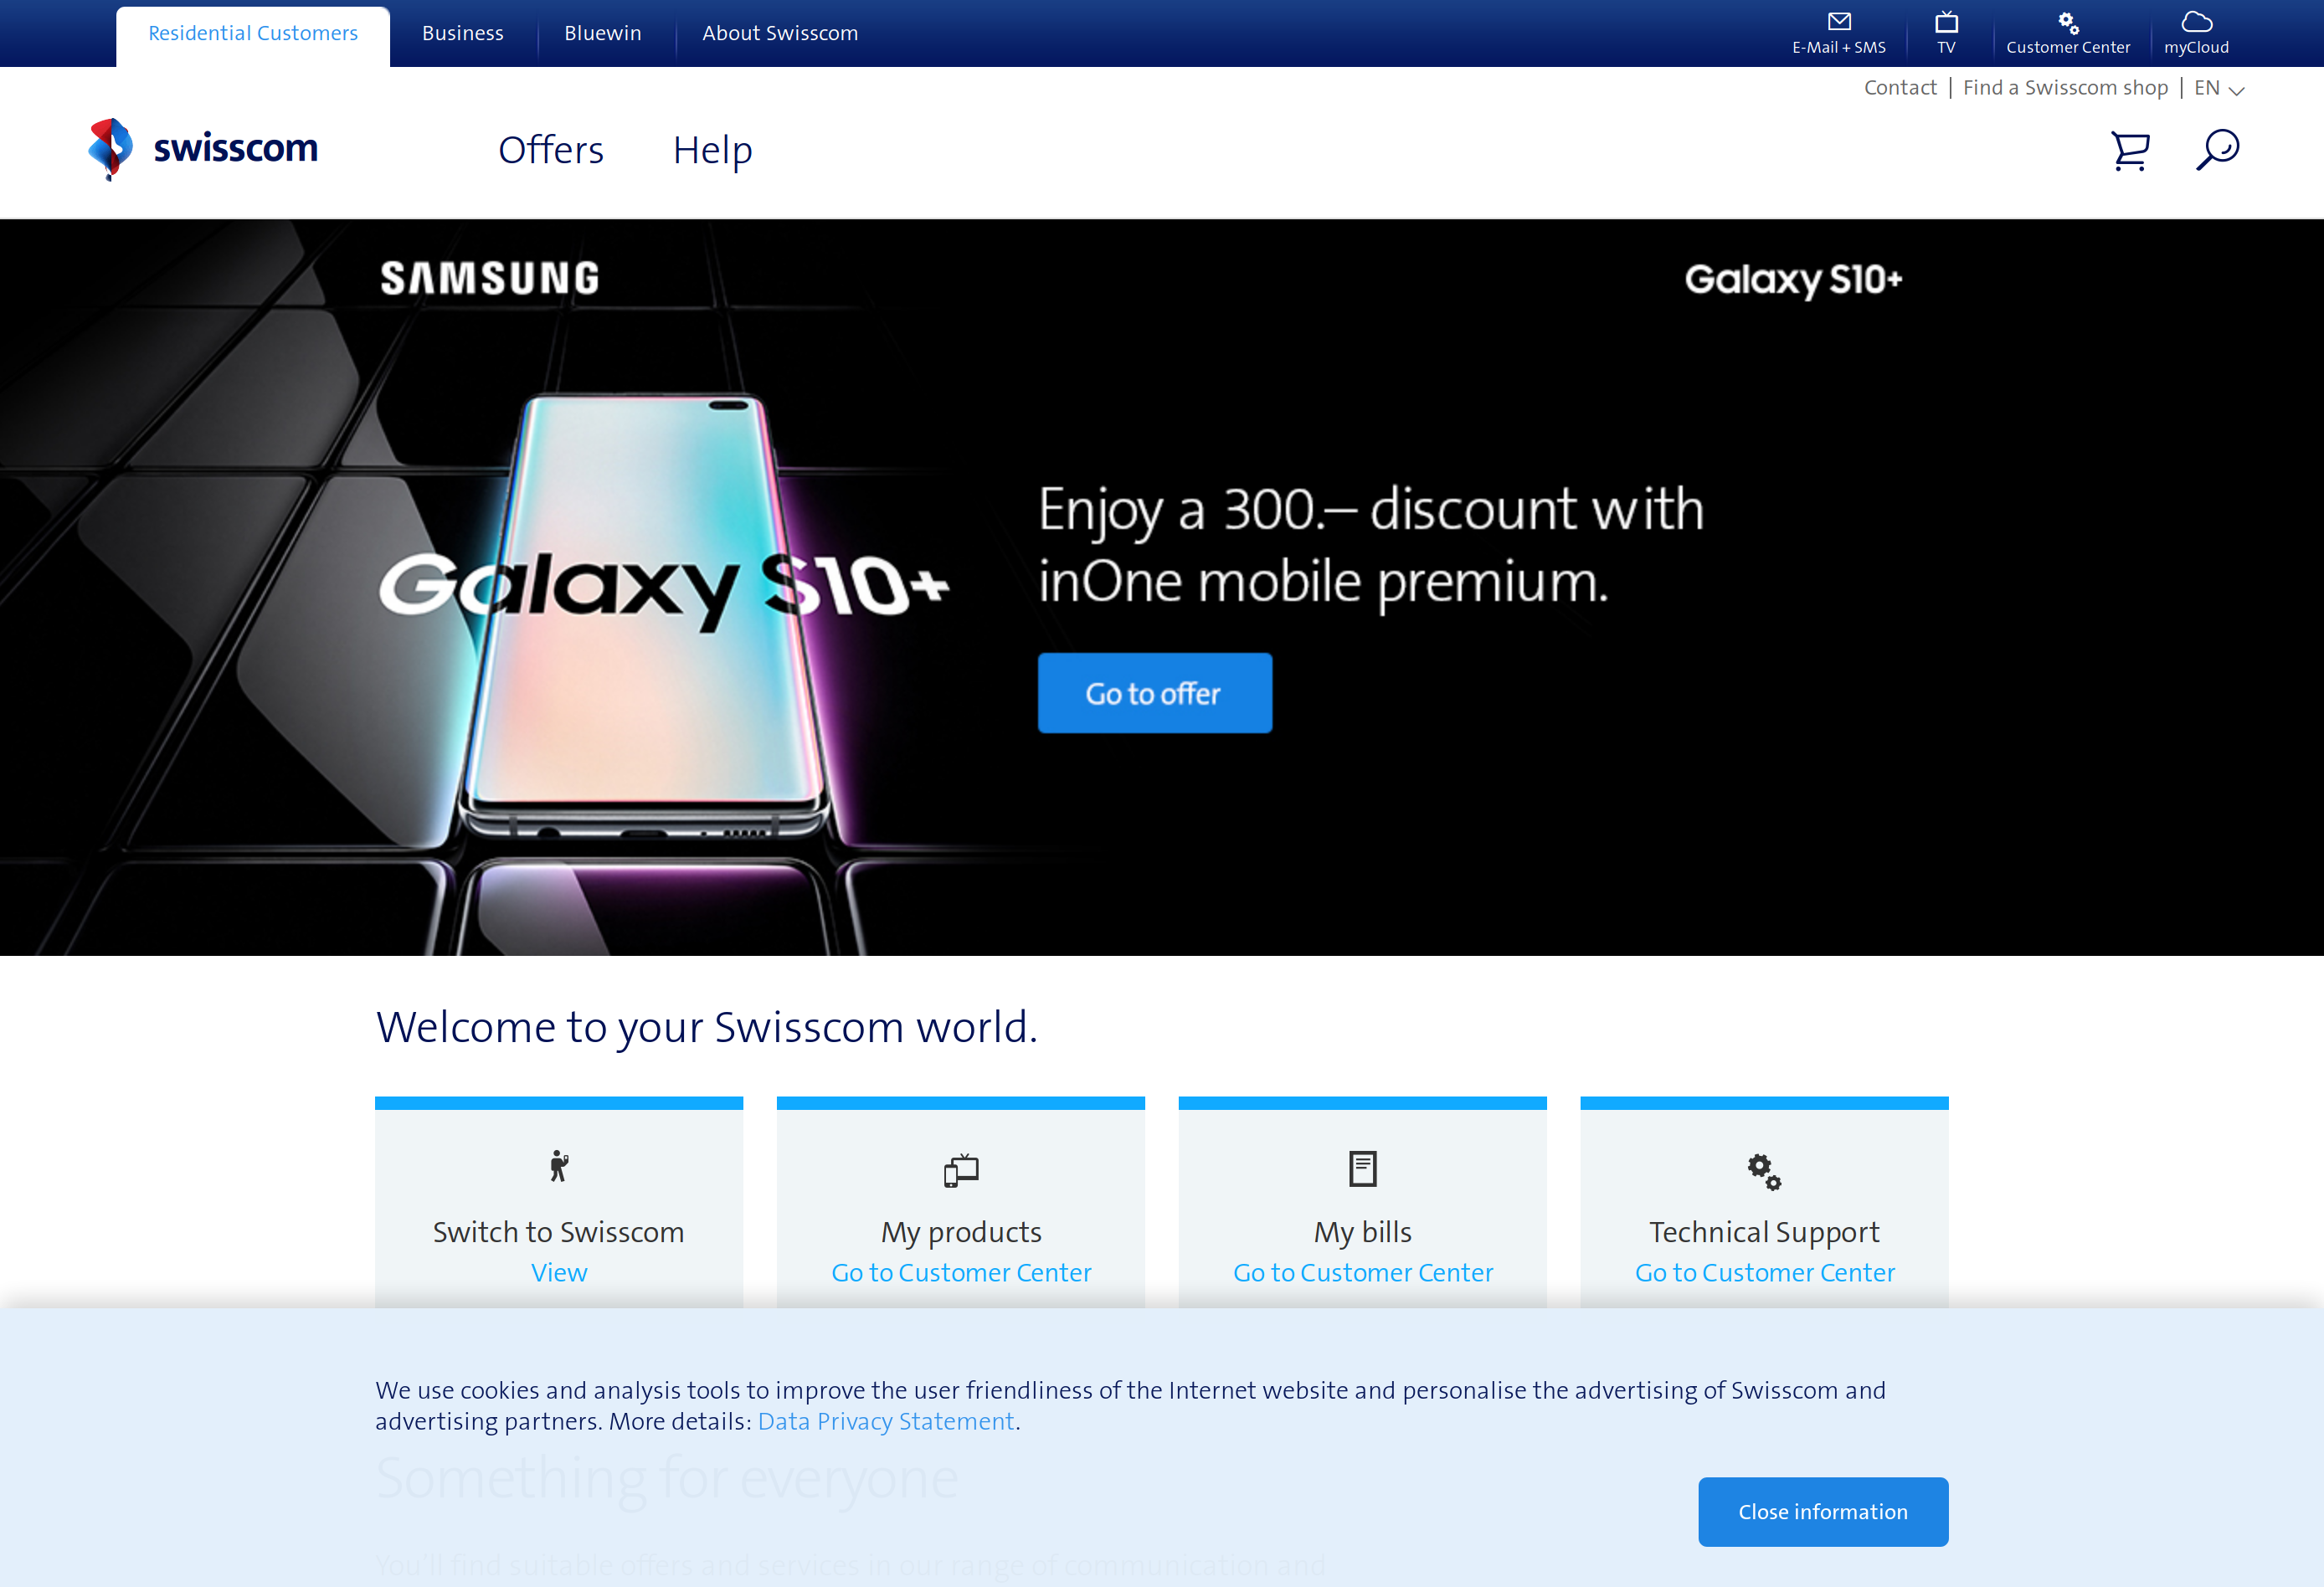 Residential Customers
Business
Bluewin
About Swisscom
E-Mail + SMS
TV
Customer Center
myCloud
Contact
Find a Swisscom shop
EN
swisscom
Offers
Help
SAMSUNG
Galaxy S10+
Galaxy S10+
Enjoy a 300.– discount with
inOne mobile premium.
Go to offer
Welcome to your Swisscom world.
Switch to Swisscom
View
My products
Go to Customer Center
My bills
Go to Customer Center
Technical Support
Go to Customer Center
We use cookies and analysis tools to improve the user friendliness of the Internet website and personalise the advertising of Swisscom and
advertising partners. More details: Data Privacy Statement.
Something for everyone
Close information
You'll find suitable offers and services in our range of communication and